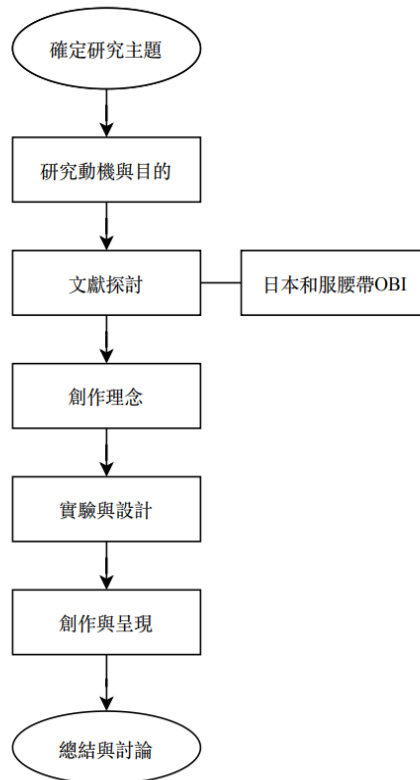 確定研究主題
研究動機與目的
文獻探討
日本和服腰帶OBI
創作理念
實驗與設計
創作與呈現
總結與討論